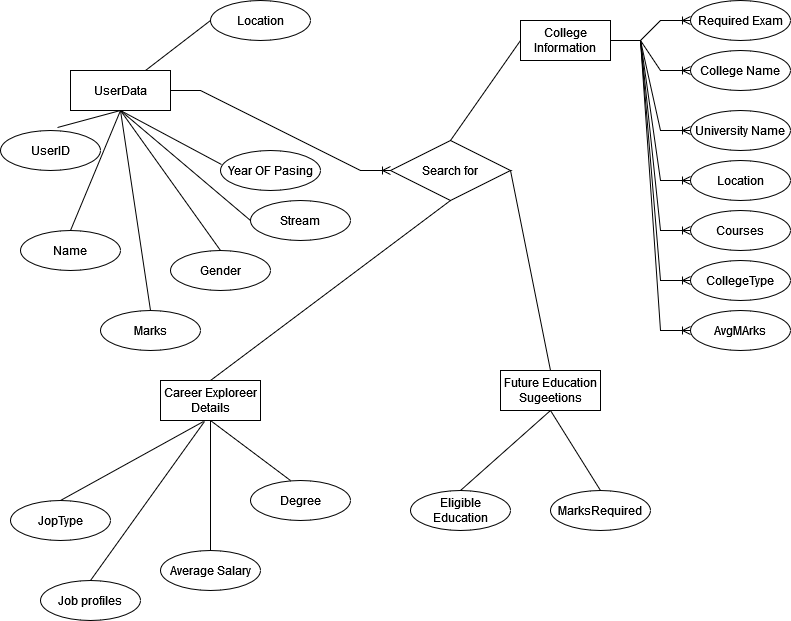 Location
College
Information
Required Exam
College Name
UserData
University Name
UserID
Year OF Pasing
Search for
Location
Stream
Courses
Name
Gender
CollegeType
Marks
AvgMArks
Career Exploreer
Details
Future Education
Sugeetions
Degree
JopType
Eligible
Education
MarksRequired
Average Salary
Job profiles